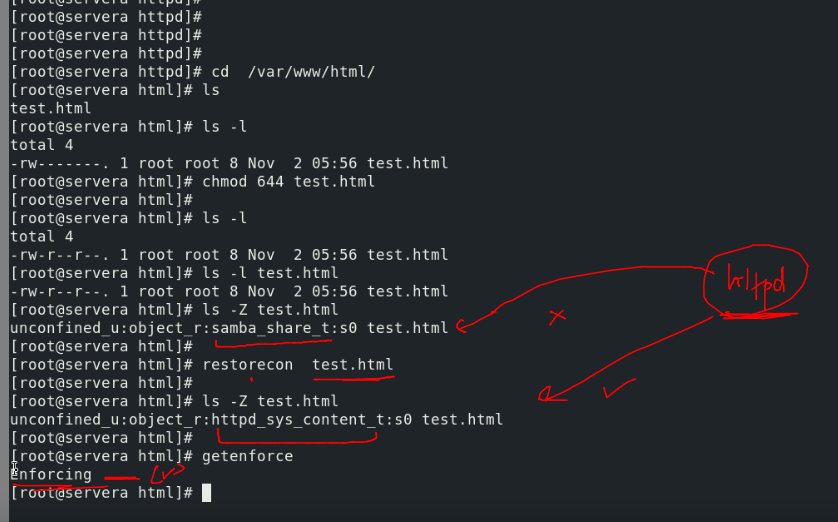 [root@servera httpd]#
[root@servera httpd]#
[root@servera httpd]#
[root@servera httpd]# cd  /var/www/html/
[root@servera html]# ls
test.html
[root@servera html]# ls -l
total 4
-rw-------. 1 root root 8 Nov  2 05:56 test.html
[root@servera html]# chmod 644 test.html
[root@servera html]#
[root@servera html]# ls -l
total 4
-rw-r--r--. 1 root root 8 Nov  2 05:56 test.html
[root@servera html]# ls -l test.html
-rw-r--r--. 1 root root 8 Nov  2 05:56 test.html
[root@servera html]# ls -Z test.html
unconfined_u:object_r:samba_share_t:s0 test.html
[root@servera html]#
[root@servera html]# restorecon  test.html
[root@servera html]#
[root@servera html]# ls -Z test.html
unconfined_u:object_r:httpd_sys_content_t:s0 test.html
[root@servera html]#
[root@servera html]# getenforce
Enforcing
[root@servera html]#
httpd